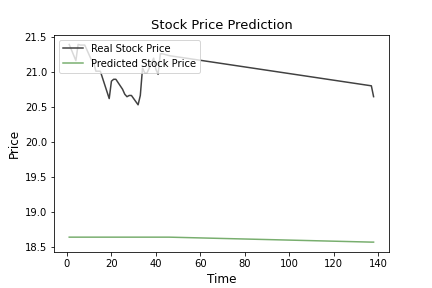 Stock Price Prediction
Real Stock Price
Predicted Stock Price
Price
21.5
21.0
20.5
20.0
19.5
19.0
18.5
0 20 40 60 80 100 120 140
Time